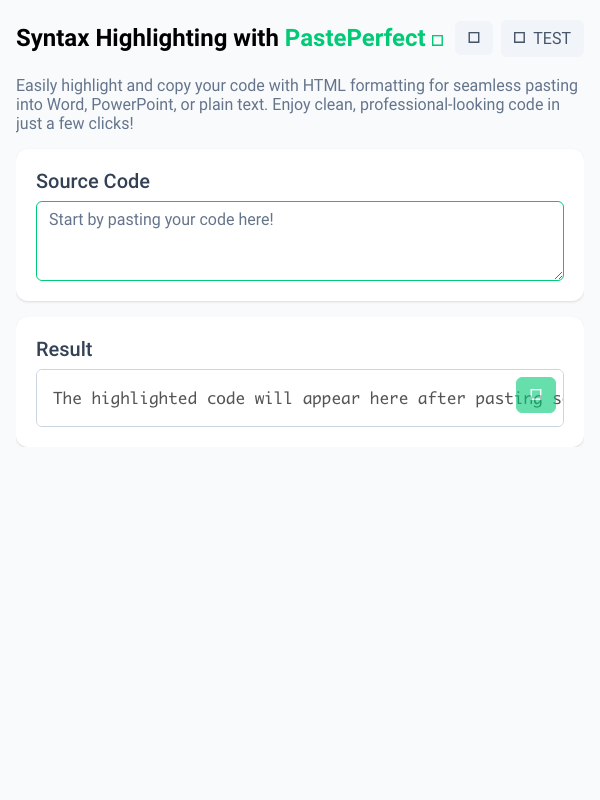 Syntax Highlighting with PastePerfect
TEST
Easily highlight and copy your code with HTML formatting for seamless pasting
into Word, PowerPoint, or plain text. Enjoy clean, professional-looking code in
just a few clicks!
Source Code
Start by pasting your code here!
Result
The highlighted code will appear here after pasting